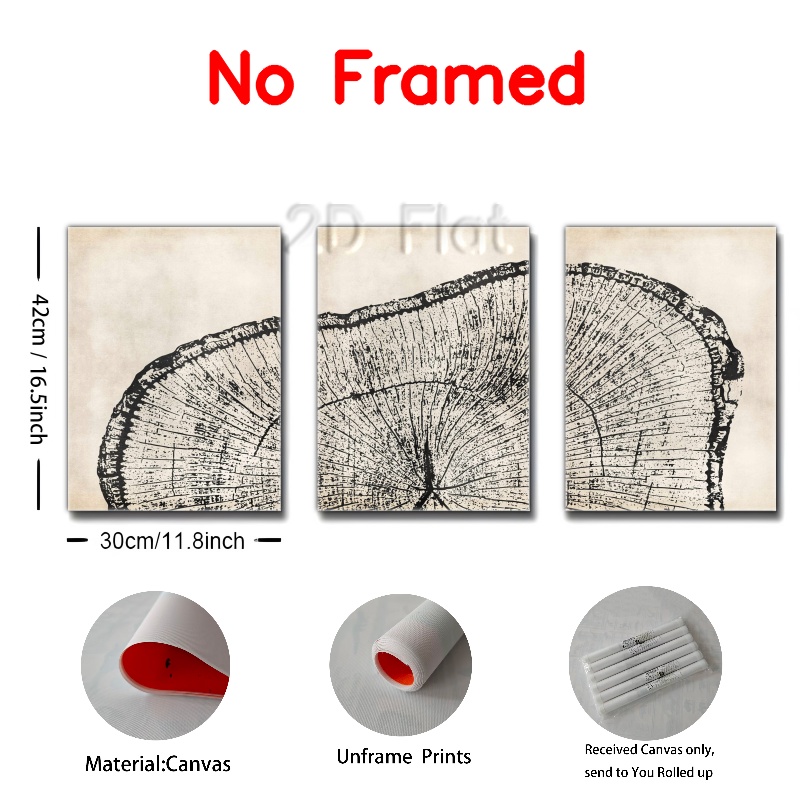 No Framed
2D Flat
42cm / 16.5inch
30cm/11.8inch
Material:Canvas
Unframe Prints
Received Canvas only,
send to You Rolled up